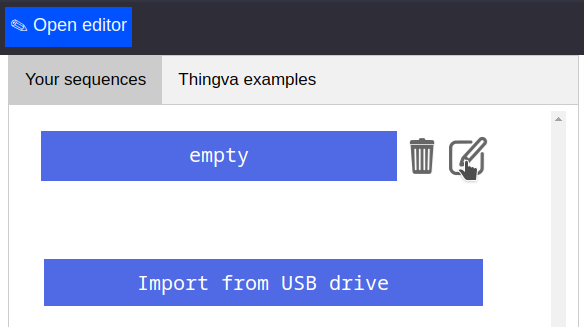 Open editor
Your sequences Thingva examples
empty
Import from USB drive